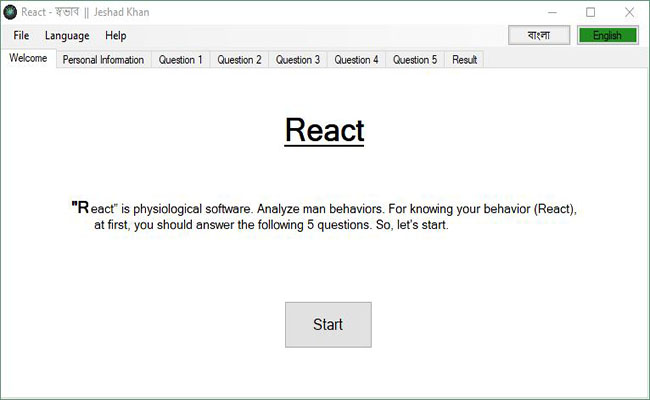 React - স্বভাব || Jeshad Khan
File Language Help বাংলা English
Welcome Personal Information Question 1 Question 2 Question 3 Question 4 Question 5 Result
React
"React" is physiological software. Analyze man behaviors. For knowing your behavior (React),
at first, you should answer the following 5 questions. So, let's start.
Start